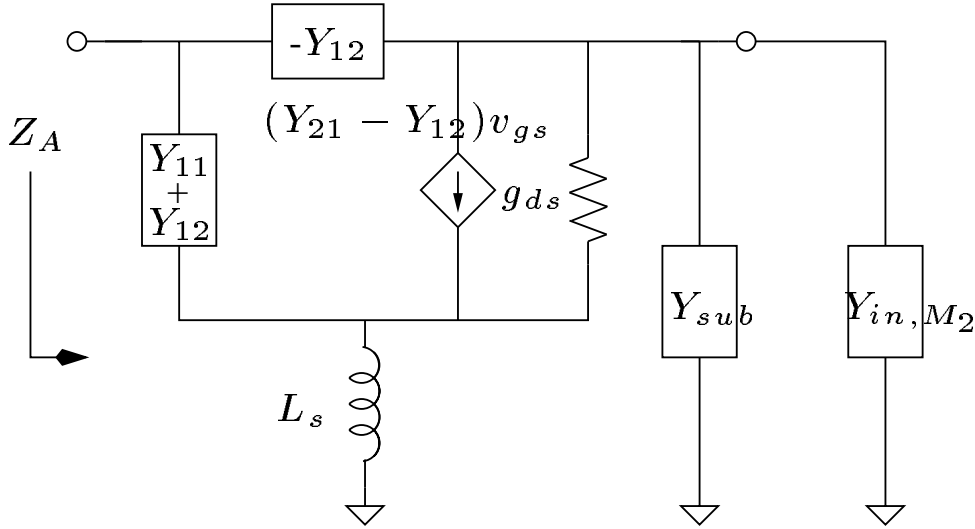 -Y12
(Y21 − Y12)vgs
ZA
Y11
+
Y12
gds
Ysub
Yin,M2
Ls